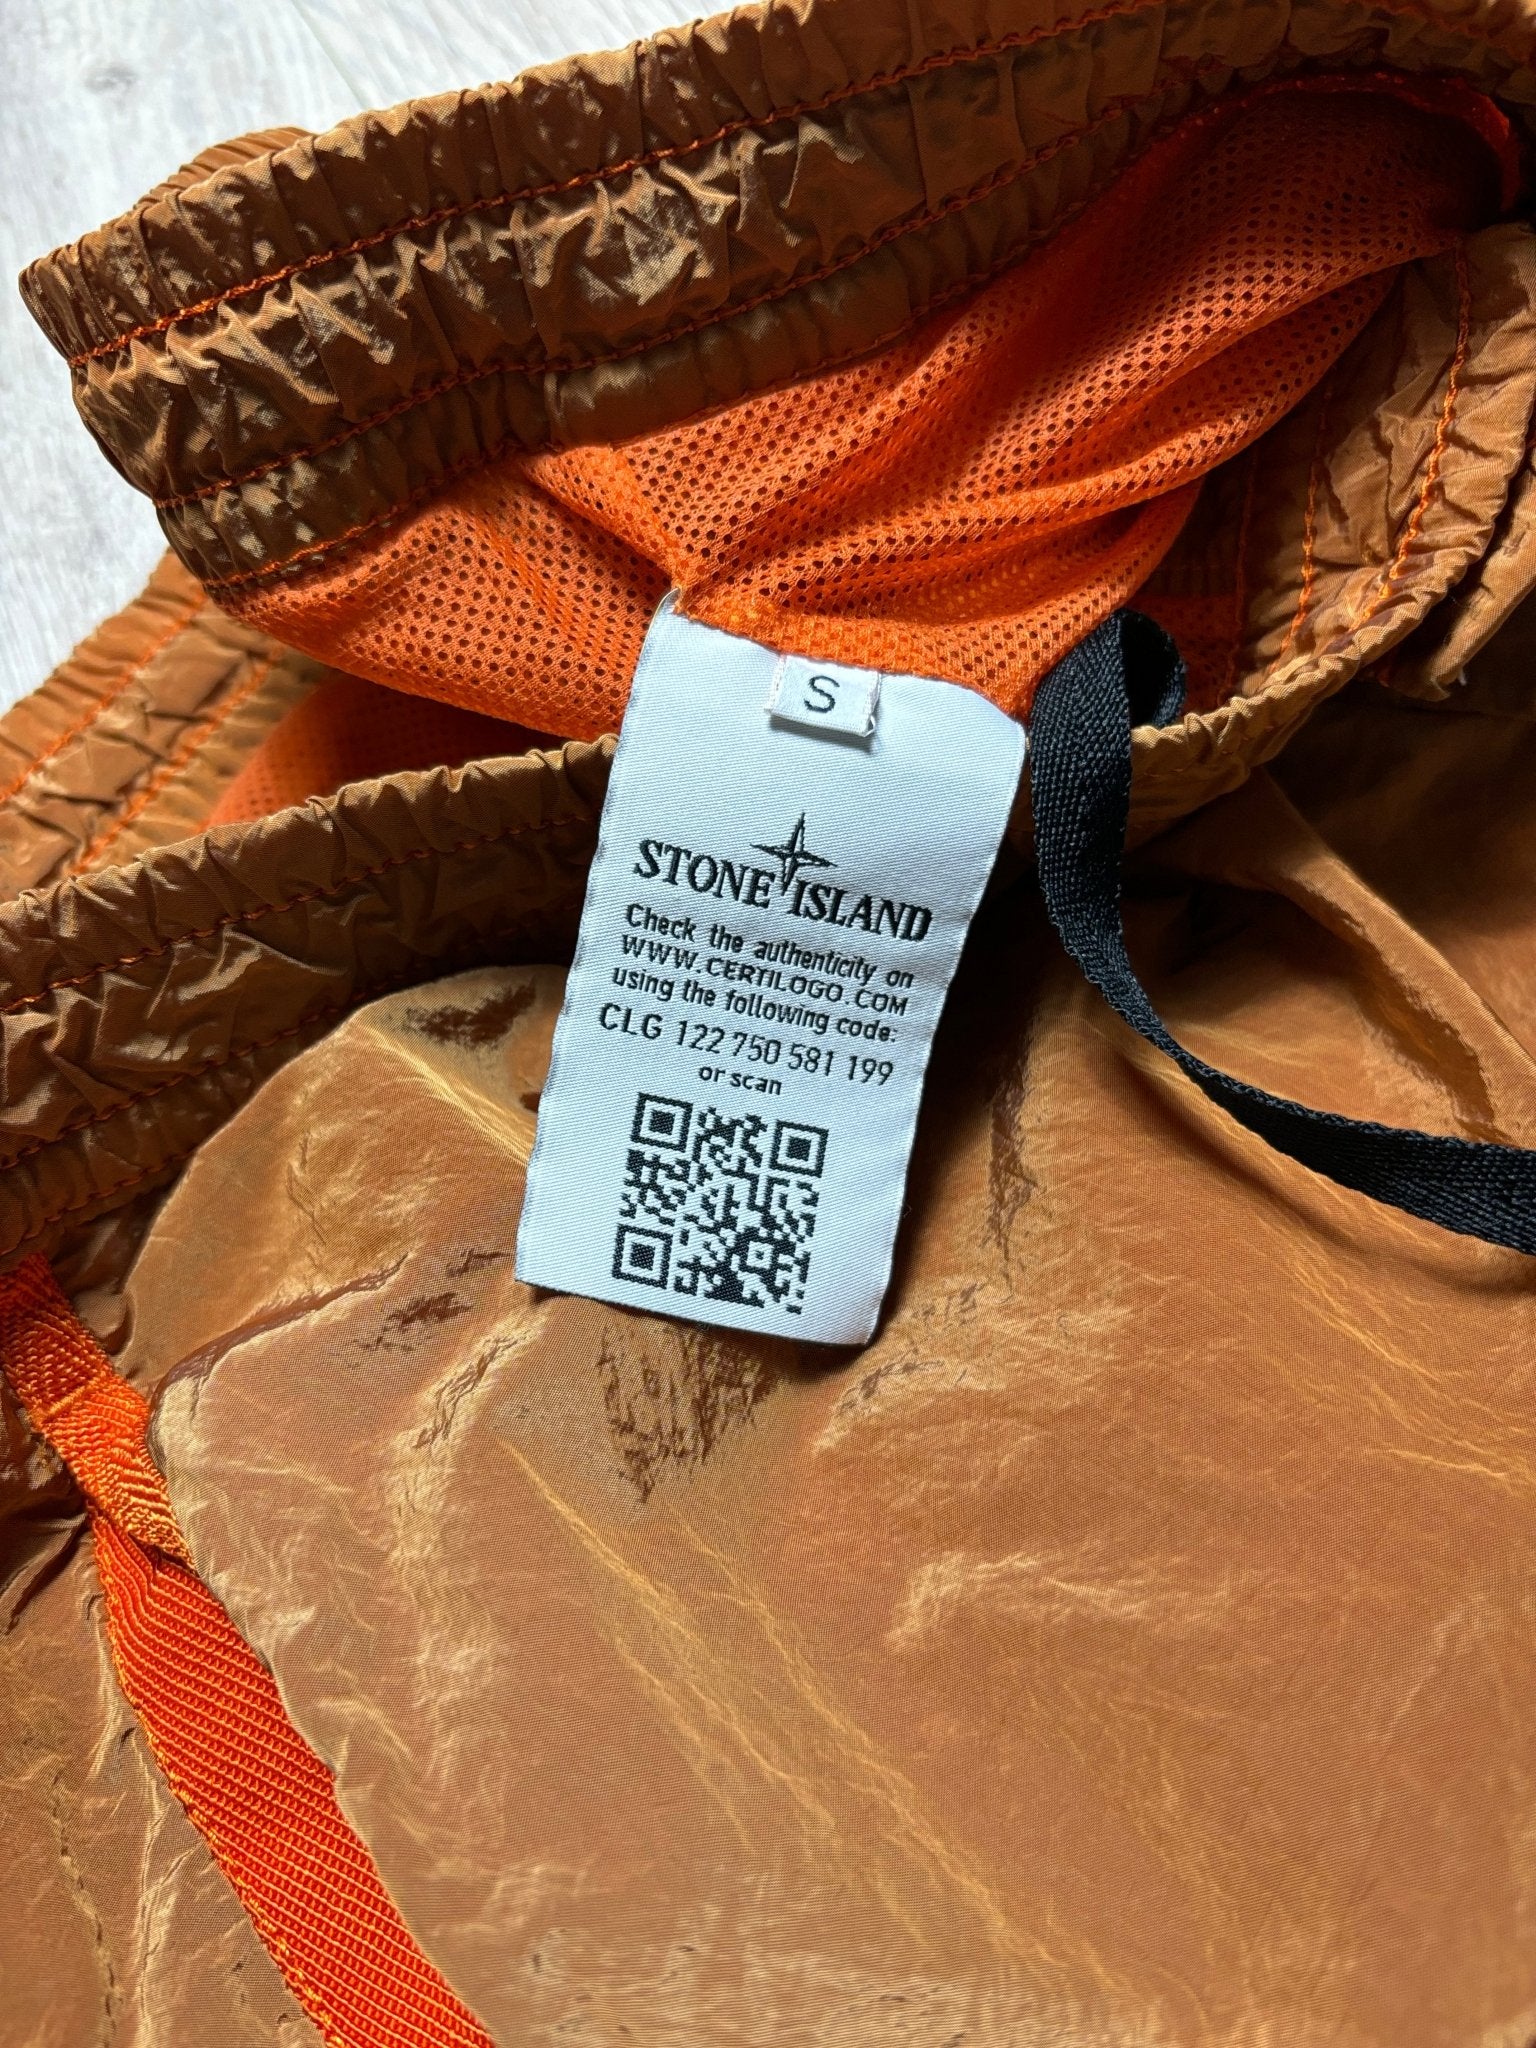 S
STONE ISLAND
Check the authenticity on
WWW.CERTILOGO.COM
using the following code:
CLG 122 750 581 199
or scan